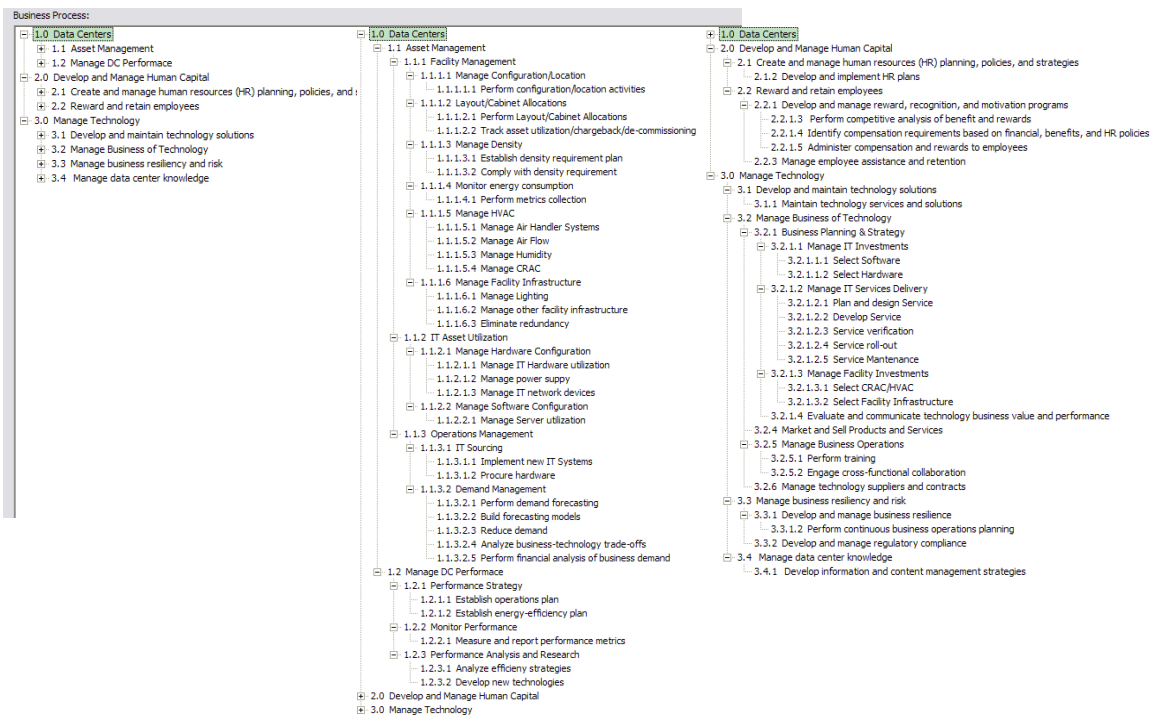 Business Process:
1.0 Data Centers
1.1 Asset Management
1.2 Manage DC Performace
2.0 Develop and Manage Human Capital
2.1 Create and manage human resources (HR) planning, policies, and s
2.2 Reward and retain employees
3.0 Manage Technology
3.1 Develop and maintain technology solutions
3.2 Manage Business of Technology
3.3 Manage business resiliency and risk
3.4 Manage data center knowledge
1.0 Data Centers
1.1 Asset Management
1.1.1 Facility Management
1.1.1.1 Manage Configuration/Location
1.1.1.1.1 Perform configuration/location activities
1.1.1.2 Layout/Cabinet Allocations
1.1.1.2.1 Perform Layout/Cabinet Allocations
1.1.1.2.2 Track asset utilization/chargeback/de-commissioning
1.1.1.3 Manage Density
1.1.1.3.1 Establish density requirement plan
1.1.1.3.2 Comply with density requirement
1.1.1.4 Monitor energy consumption
1.1.1.4.1 Perform metrics collection
1.1.1.5 Manage HVAC
1.1.1.5.1 Manage Air Handler Systems
1.1.1.5.2 Manage Air Flow
1.1.1.5.3 Manage Humidity
1.1.1.5.4 Manage CRAC
1.1.1.6 Manage Facility Infrastructure
1.1.1.6.1 Manage Lighting
1.1.1.6.2 Manage other facility infrastructure
1.1.1.6.3 Eliminate redundancy
1.1.2 IT Asset Utilization
1.1.2.1 Manage Hardware Configuration
1.1.2.1.1 Manage IT Hardware utilization
1.1.2.1.2 Manage power suppy
1.1.2.1.3 Manage IT network devices
1.1.2.2 Manage Software Configuration
1.1.2.2.1 Manage Server utilization
1.1.3 Operations Management
1.1.3.1 IT Sourcing
1.1.3.1.1 Implement new IT Systems
1.1.3.1.2 Procure hardware
1.1.3.2 Demand Management
1.1.3.2.1 Perform demand forecasting
1.1.3.2.2 Build forecasting models
1.1.3.2.3 Reduce demand
1.1.3.2.4 Analyze business-technology trade-offs
1.1.3.2.5 Perform financial analysis of business demand
1.2 Manage DC Performace
1.2.1 Performance Strategy
1.2.1.1 Establish operations plan
1.2.1.2 Establish energy-efficiency plan
1.2.2 Monitor Performance
1.2.2.1 Measure and report performance metrics
1.2.3 Performance Analysis and Research
1.2.3.1 Analyze efficieny strategies
1.2.3.2 Develop new technologies
2.0 Develop and Manage Human Capital
3.0 Manage Technology
1.0 Data Centers
2.0 Develop and Manage Human Capital
2.1 Create and manage human resources (HR) planning, policies, and strategies
2.1.2 Develop and implement HR plans
2.2 Reward and retain employees
2.2.1 Develop and manage reward, recognition, and motivation programs
2.2.1.3 Perform competitive analysis of benefit and rewards
2.2.1.4 Identify compensation requirements based on financial, benefits, and HR policies
2.2.1.5 Administer compensation and rewards to employees
2.2.3 Manage employee assistance and retention
3.0 Manage Technology
3.1 Develop and maintain technology solutions
3.1.1 Maintain technology services and solutions
3.2 Manage Business of Technology
3.2.1 Business Planning & Strategy
3.2.1.1 Manage IT Investments
3.2.1.1.1 Select Software
3.2.1.1.2 Select Hardware
3.2.1.2 Manage IT Services Delivery
3.2.1.2.1 Plan and design Service
3.2.1.2.2 Develop Service
3.2.1.2.3 Service verification
3.2.1.2.4 Service roll-out
3.2.1.2.5 Service Mantenance
3.2.1.3 Manage Facility Investments
3.2.1.3.1 Select CRAC/HVAC
3.2.1.3.2 Select Facility Infrastructure
3.2.1.4 Evaluate and communicate technology business value and performance
3.2.4 Market and Sell Products and Services
3.2.5 Manage Business Operations
3.2.5.1 Perform training
3.2.5.2 Engage cross-functional collaboration
3.2.6 Manage technology suppliers and contracts
3.3 Manage business resiliency and risk
3.3.1 Develop and manage business resilience
3.3.1.2 Perform continuous business operations planning
3.3.2 Develop and manage regulatory compliance
3.4 Manage data center knowledge
3.4.1 Develop information and content management strategies